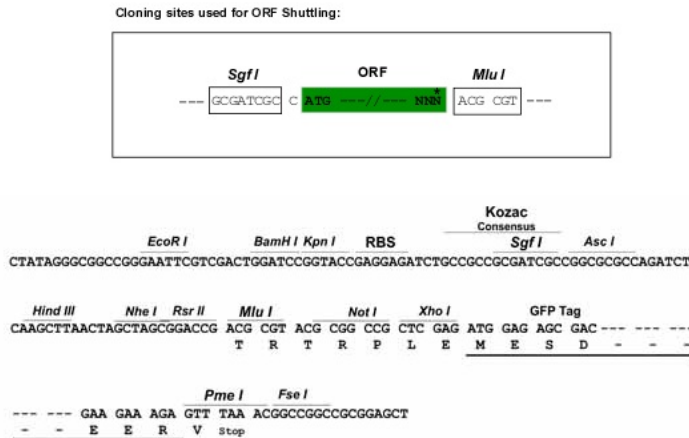 Cloning sites used for ORF Shuttling:
Sgf I ORF Mlu I
--- GCGATCGC C ATG ---//--- NNN* ACG CGT ---
Kozac
Consensus
EcoR I BamH I Kpn I RBS Sgf I Asc I
CTATAGGGCGGCCGGGAATTCGTCGACTGGATCCGGTACCGAGGAGATCTGCCGCCGCGATCGCCGGCGCGCCAGATCT
Hind III Nhe I Rsr II Mlu I Not I Xho I GFP Tag
CAAGCTTAACTAGCTAGCGGACCG ACG CGT ACG CGG CCG CTC GAG ATG GAG AGC GAC--- --- ---
T R T R P L E M E S D - - -
Pme I Fse I
--- --- GAA GAA AGA GTT TAA ACGGCCGGCCGCGGAGCT
- - E E R V Stop